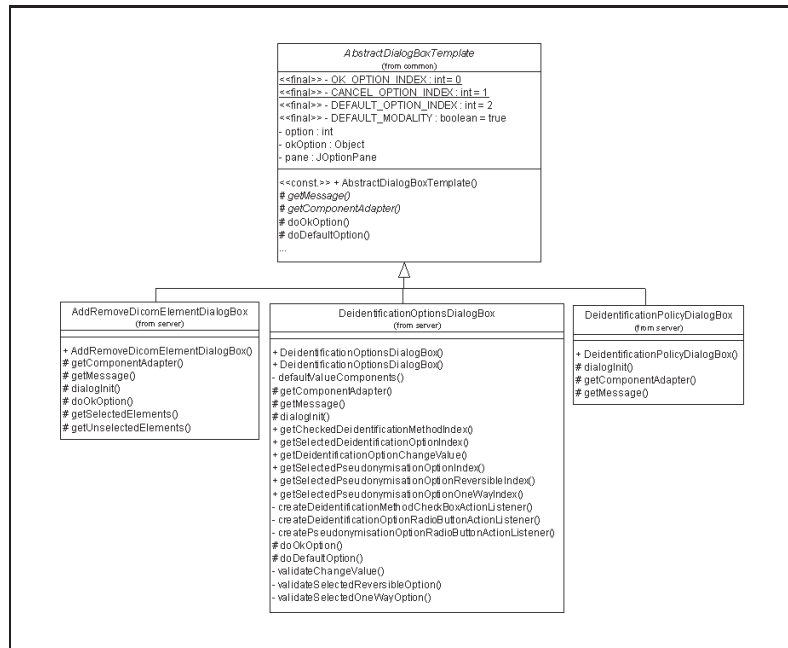 AbstractDialogBoxTemplate
(from common)
<<final>> - OK_OPTION_INDEX : int = 0
<<final>> - CANCEL_OPTION_INDEX : int = 1
<<final>> - DEFAULT_OPTION_INDEX : int = 2
<<final>> - DEFAULT_MODALITY : boolean = true
- option : int
- okOption : Object
- pane : JOptionPane
<<const.>> + AbstractDialogBoxTemplate()
# getMessage()
# getComponentAdapter()
# doOkOption()
# doDefaultOption()
...
AddRemoveDicomElementDialogBox
(from server)
+ AddRemoveDicomElementDialogBox()
# getComponentAdapter()
# getMessage()
# dialogInit()
# doOkOption()
# getSelectedElements()
# getUnselectedElements()
DeidentificationOptionsDialogBox
(from server)
+ DeidentificationOptionsDialogBox()
+ DeidentificationOptionsDialogBox()
- defaultValueComponents()
# getComponentAdapter()
# getMessage()
# dialogInit()
+ getCheckedDeidentificationMethodIndex()
+ getSelectedDeidentificationOptionIndex()
+ getDeidentificationOptionChangeValue()
+ getSelectedPseudonymisationOptionIndex()
+ getSelectedPseudonymisationOptionReversibleIndex()
+ getSelectedPseudonymisationOptionOneWayIndex()
- createDeidentificationMethodCheckBoxActionListener()
- createDeidentificationOptionRadioButtonActionListener()
- createPseudonymisationOptionRadioButtonActionListener()
# doOkOption()
# doDefaultOption()
- validateChangeValue()
- validateSelectedReversibleOption()
- validateSelectedOneWayOption()
DeidentificationPolicyDialogBox
(from server)
+ DeidentificationPolicyDialogBox()
# dialogInit()
# getComponentAdapter()
# getMessage()